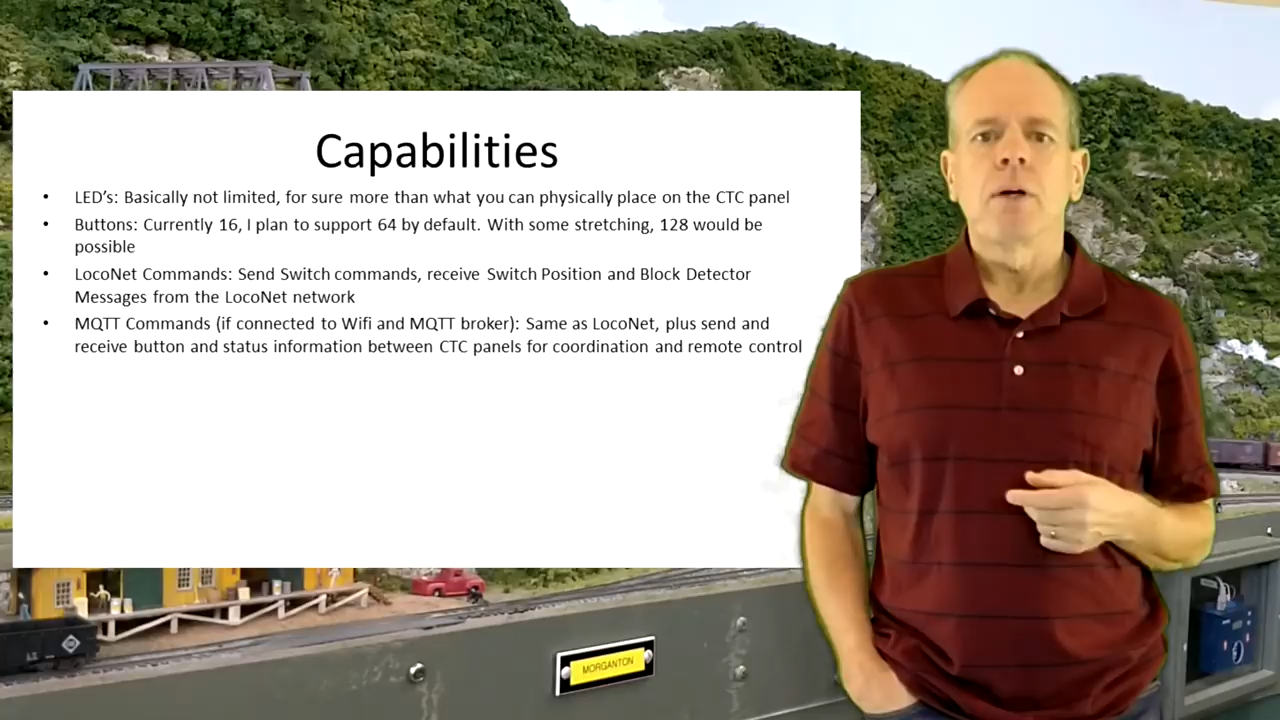 Capabilities
• LED's: Basically not limited, for sure more than what you can physically place on the CTC panel
• Buttons: Currently 16, I plan to support 64 by default. With some stretching, 128 would be
possible
• LocoNet Commands: Send Switch commands, receive Switch Position and Block Detector
Messages from the LocoNet network
• MQTT Commands (if connected to Wifi and MQTT broker): Same as LocoNet, plus send and
receive button and status information between CTC panels for coordination and remote control
MORGANTON